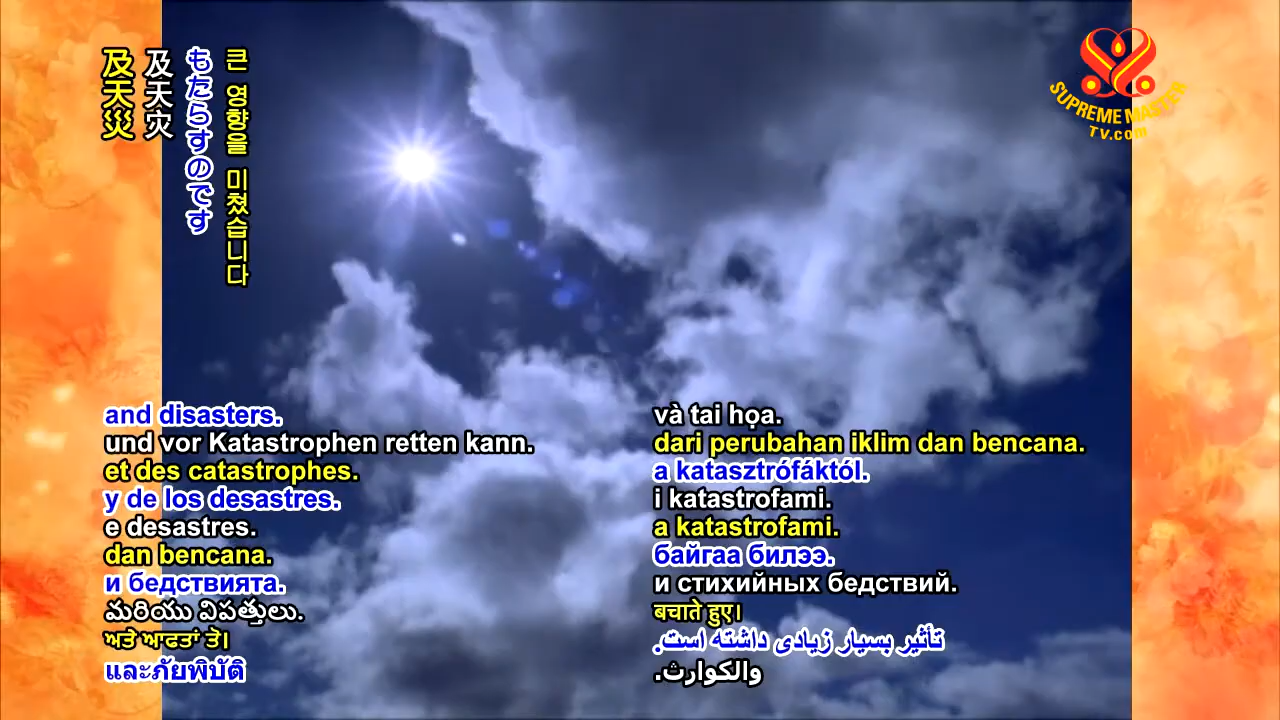 及天災
及天灾
もたらすのです
큰 영향을 미쳤습니다
SUPREME MASTER
TV.com
and disasters.
und vor Katastrophen retten kann.
et des catastrophes.
y de los desastres.
e desastres.
dan bencana.
и бедствията.
మరియు విపత్తులు.
ਅਤੇ ਆਫਤਾਂ ਤੋ।
และภัยพิบัติ
và tai họa.
dari perubahan iklim dan bencana.
a katasztrófáktól.
i katastrofami.
a katastrofami.
байгаа билээ.
и стихийных бедствий.
बचाते हुए।
تأثیر بسیار زیادی داشته است.
والكوارث.